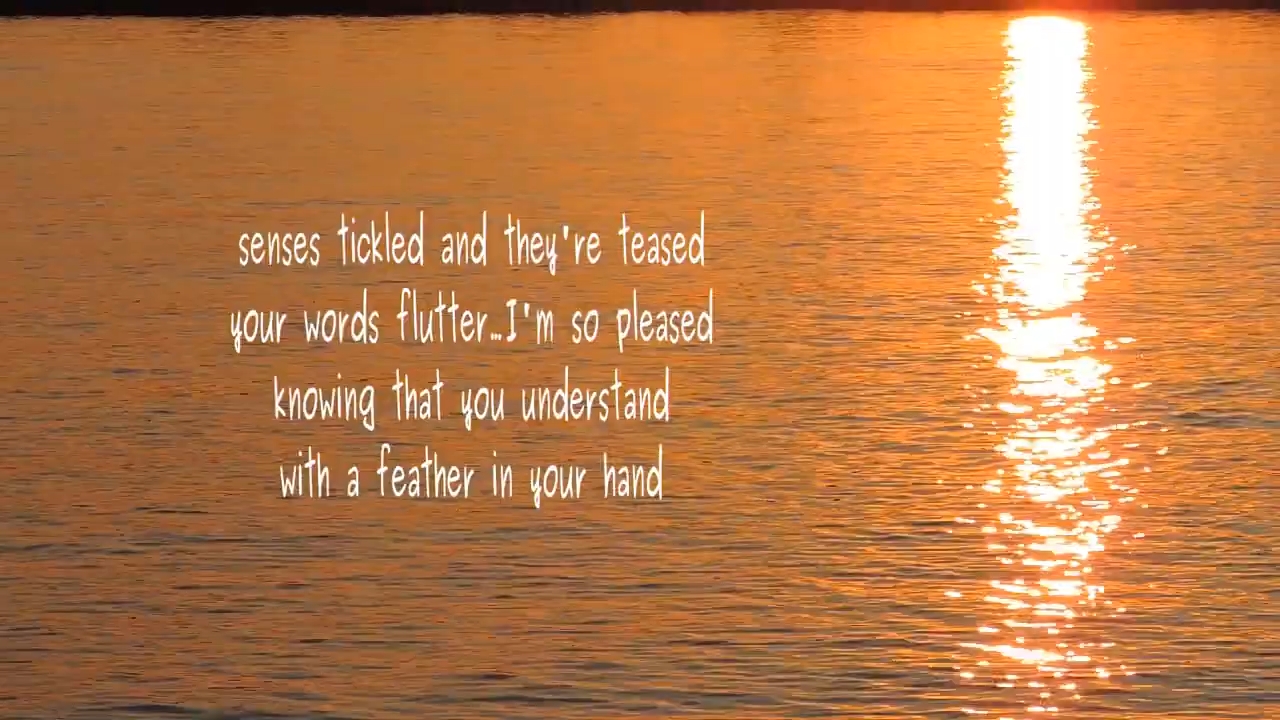 senses tickled and they're teased
your words flutter...I'm so pleased
knowing that you understand
with a feather in your hand